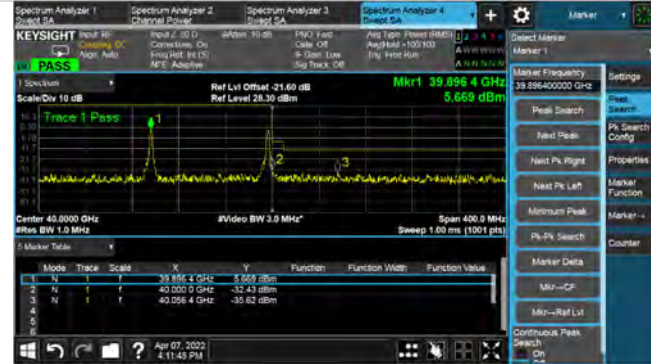 Spectrum Analyzer 1
Swept SA
Spectrum Analyzer 2
Channel Power
Spectrum Analyzer 3
Swept SA
Spectrum Analyzer 4
Swept SA
Marker
KEYSIGHT
Input: RF
Coupling: DC
Align: Auto
Input Z: 50 Ω
Corrections: On
Freq Ref: Int (S)
NFE: Adaptive
#Atten: 10 dB
PNO: Fast
Gate: Off
IF Gain: Low
Sig Track: Off
Avg Type: Power (RMS)
Avg|Hold: >100/100
Trig: Free Run
PASS
1 Spectrum
Scale/Div 10 dB
Ref Lvl Offset -21.60 dB
Ref Level 28.30 dBm
Mkr1 39.896 4 GHz
5.669 dBm
Trace 1 Pass
1
2
3
Center 40.0000 GHz
#Res BW 1.0 MHz
#Video BW 3.0 MHz*
Span 400.0 MHz
Sweep 1.00 ms (1001 pts)
5 Marker Table
Mode Trace Scale X Y Function Function Width Function Value
1 N 1 f 39.896 4 GHz 5.669 dBm
2 N 1 f 40.000 0 GHz -32.43 dBm
3 N 1 f 40.056 4 GHz -35.62 dBm
4
5
6
Apr 07, 2022
4:11:45 PM
Select Marker
Marker 1
Marker Frequency
39.896400000 GHz
Peak Search
Next Peak
Next Pk Right
Next Pk Left
Minimum Peak
Pk-Pk Search
Marker Delta
Mkr→CF
Mkr→Ref Lvl
Continuous Peak
Search
On
Off
Settings
Peak
Search
Pk Search
Config
Properties
Marker
Function
Marker→
Counter